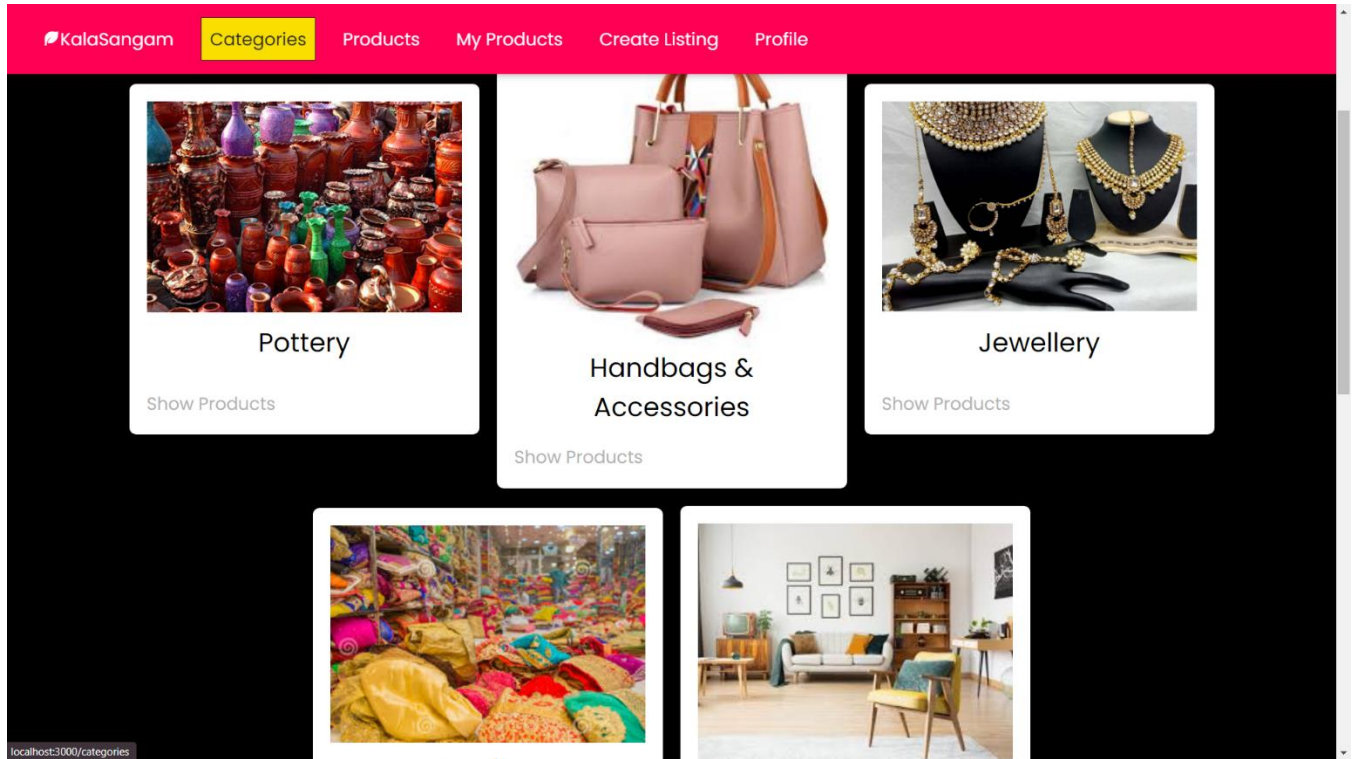 KalaSangam Categories Products My Products Create Listing Profile
Pottery
Show Products
Handbags &
Accessories
Show Products
Jewellery
Show Products
localhost:3000/categories